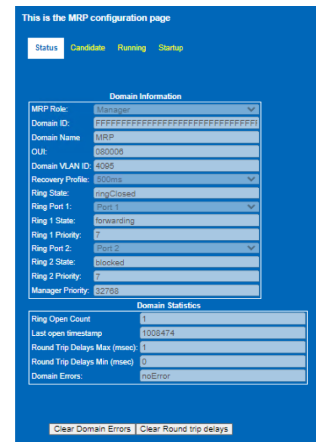 This is the MRP configuration page
Status Candidate Running Startup
Domain Information
MRP Role: Manager
Domain ID: FFFFFFFFFFFFFFFFFFFFFFFFFFFFFFFF
Domain Name MRP
OUI: 080006
Domain VLAN ID: 4095
Recovery Profile: 500ms
Ring State: ringClosed
Ring Port 1: Port 1
Ring 1 State: forwarding
Ring 1 Priority: 7
Ring Port 2: Port 2
Ring 2 State: blocked
Ring 2 Priority: 7
Manager Priority: 32768
Domain Statistics
Ring Open Count 1
Last open timestamp 1008474
Round Trip Delays Max (msec): 1
Round Trip Delays Min (msec) 0
Domain Errors: noError
Clear Domain Errors Clear Round trip delays